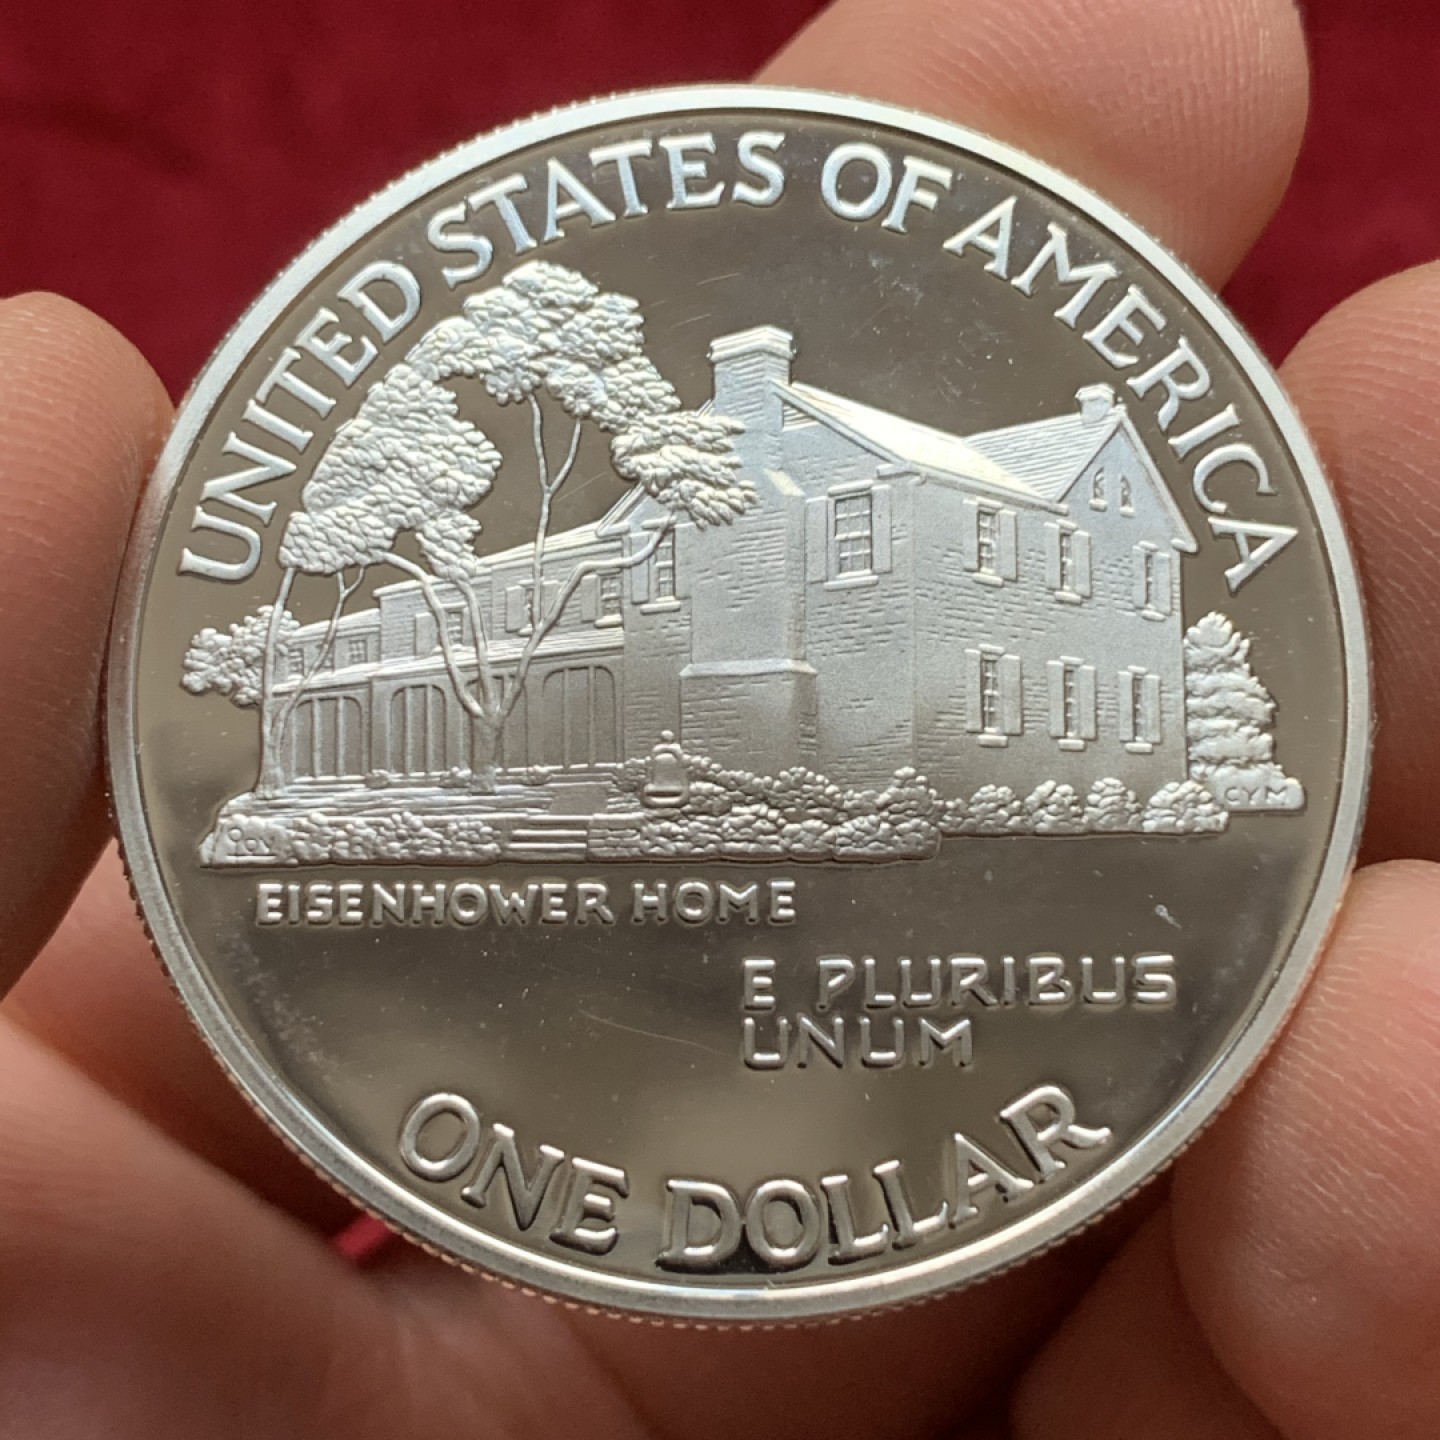 UNITED STATES OF AMERICA
CYM
EISENHOWER HOME
E PLURIBUS
UNUM
ONE DOLLAR